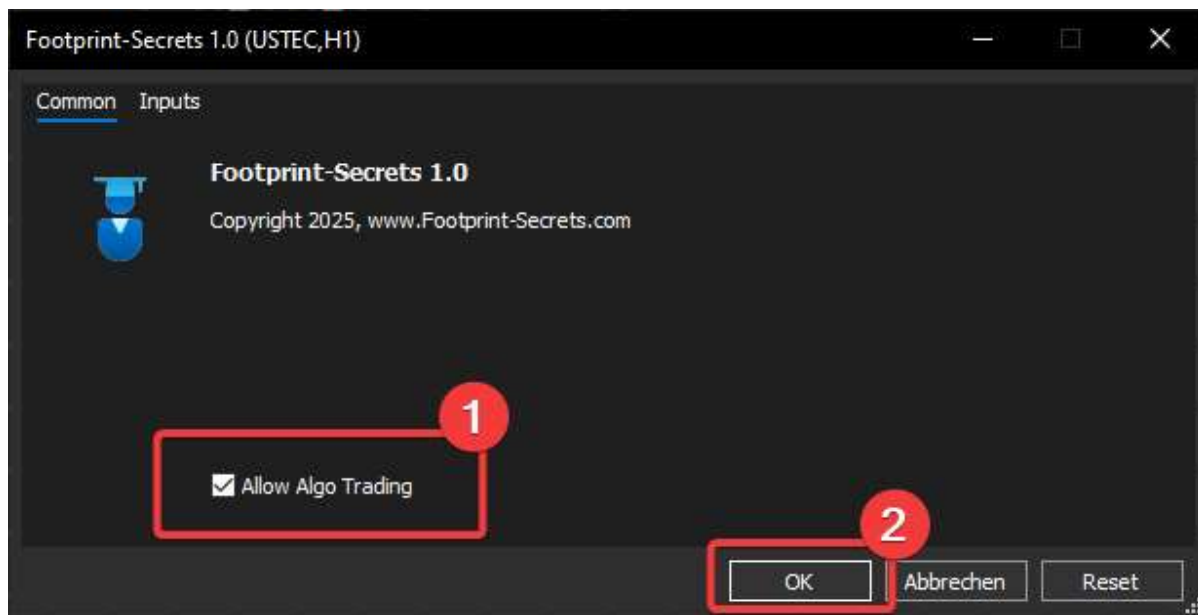 Footprint-Secrets 1.0 (USTEC,H1)
Common Inputs
Footprint-Secrets 1.0
Copyright 2025, www.Footprint-Secrets.com
1
Allow Algo Trading
2
OK Abbrechen Reset